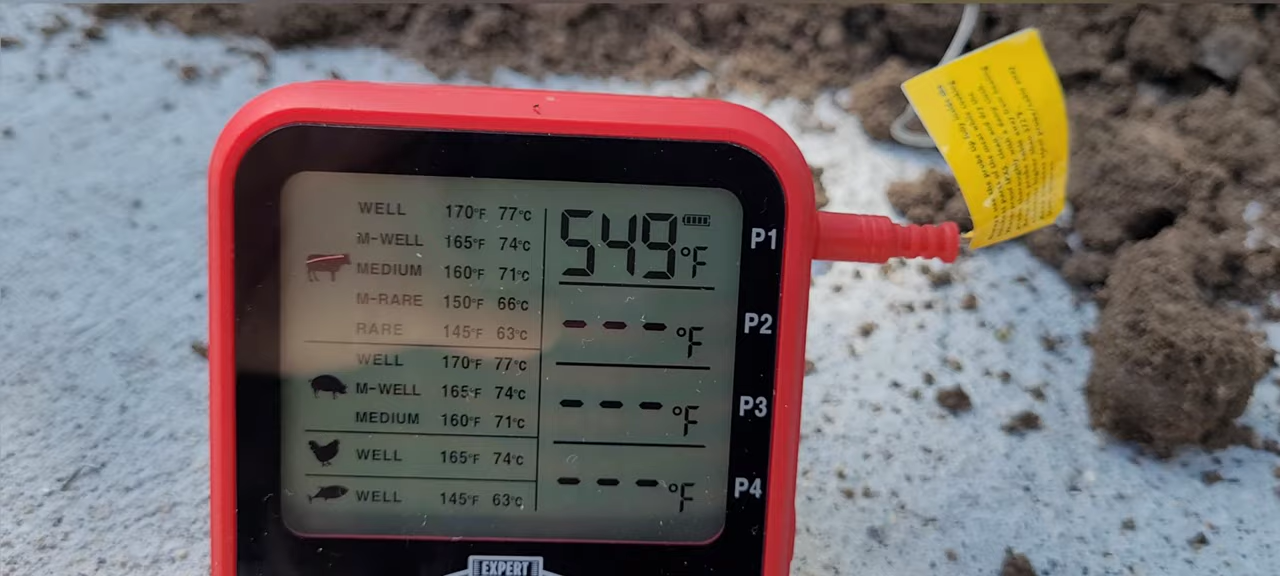 WELL 170°F 77°C
M-WELL 165°F 74°C
MEDIUM 160°F 71°C
M-RARE 150°F 66°C
RARE 145°F 63°C
WELL 170°F 77°C
M-WELL 165°F 74°C
MEDIUM 160°F 71°C
WELL 165°F 74°C
WELL 145°F 63°C
549°F P1
---°F P2
---°F P3
---°F P4
EXPERT